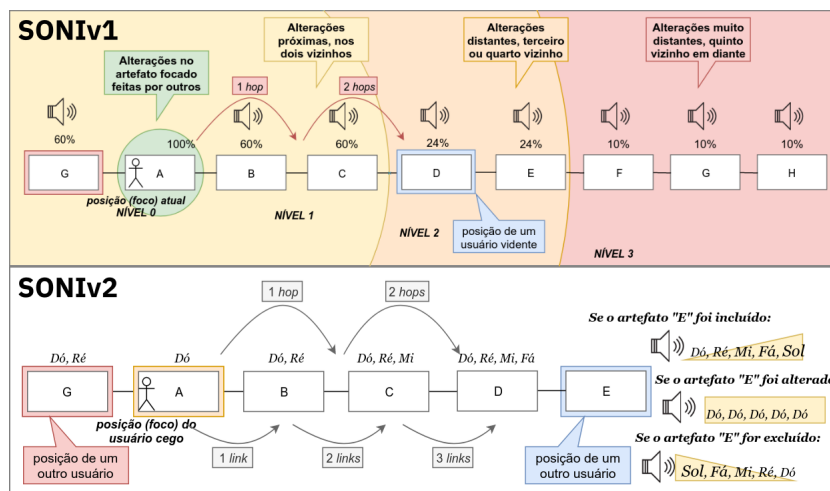 SONIv1
Alterações no
artefato focado
feitas por outros
Alterações
próximas, nos
dois vizinhos
Alterações
distantes, terceiro
ou quarto vizinho
Alterações muito
distantes, quinto
vizinho em diante
1 hop
2 hops
60%
100%
60%
60%
24%
24%
10%
10%
10%
G
A
B
C
D
E
F
G
H
posição (foco) atual
NÍVEL 0
NÍVEL 1
NÍVEL 2
NÍVEL 3
posição de um
usuário vidente
SONIv2
1 hop
2 hops
Se o artefato "E" foi incluído:
Dó, Ré, Mi, Fá, Sol
Dó, Ré
Dó
Dó, Ré
Dó, Ré, Mi
Dó, Ré, Mi, Fá
G
A
B
C
D
E
Se o artefato "E" foi alterado
Dó, Dó, Dó, Dó, Dó
posição (foco) do
usuário cego
Se o artefato "E" for excluído:
Sol, Fá, Mi, Ré, Dó
posição de um
outro usuário
1 link
2 links
3 links
posição de um
outro usuário